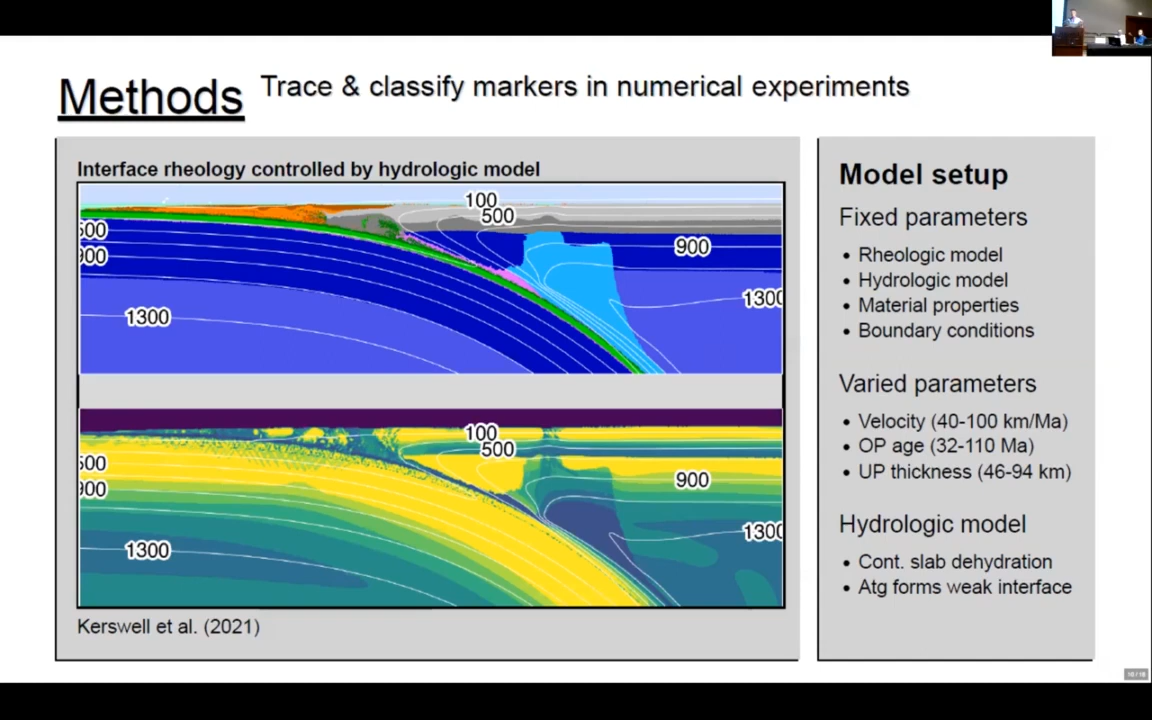 Methods Trace & classify markers in numerical experiments
Interface rheology controlled by hydrologic model
100
500
500
900
900
1300
1300
100
500
500
900
900
1300
1300
Kerswell et al. (2021)
Model setup
Fixed parameters
• Rheologic model
• Hydrologic model
• Material properties
• Boundary conditions
Varied parameters
• Velocity (40-100 km/Ma)
• OP age (32-110 Ma)
• UP thickness (46-94 km)
Hydrologic model
• Cont. slab dehydration
• Atg forms weak interface